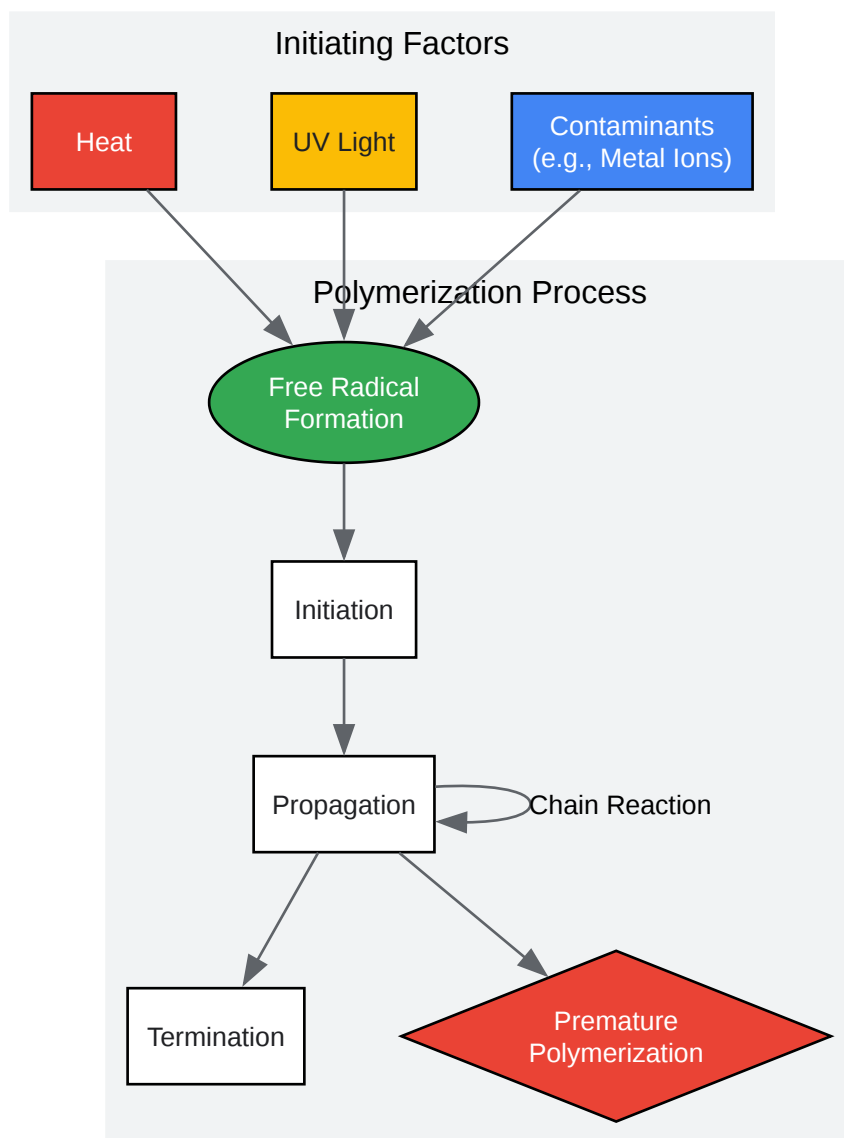 Initiating Factors
Heat
UV Light
Contaminants
(e.g., Metal Ions)
Polymerization Process
Free Radical
Formation
Initiation
Propagation
Chain Reaction
Termination
Premature
Polymerization